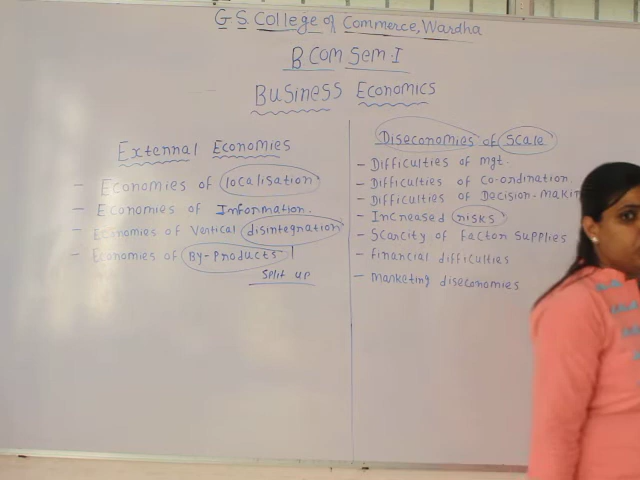 G S College of Commerce, Wardha
B Com Sem-I
Business Economics
External Economies
- Economies of localisation
- Economies of Information.
- Economies of Vertical disintegration
- Economies of By-Products
Split up
Diseconomies of Scale
- Difficulties of mgt.
- Difficulties of Co-ordination.
- Difficulties of Decision-makin
- Increased risks
- Scarcity of Factor Supplies
- Financial difficulties
- Marketing diseconomies